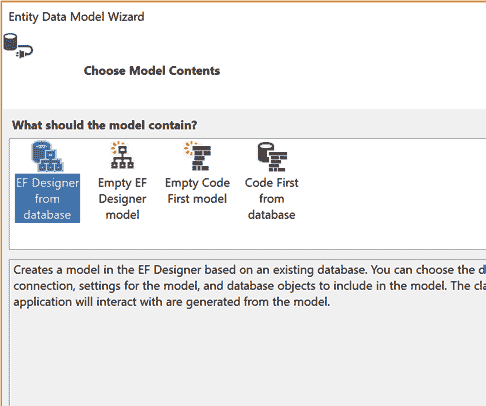 Entity Data Model Wizard
Choose Model Contents
What should the model contain?
EF Designer from database
Empty EF Designer model
Empty Code First model
Code First from database
Creates a model in the EF Designer based on an existing database. You can choose the d
connection, settings for the model, and database objects to include in the model. The cla
application will interact with are generated from the model.